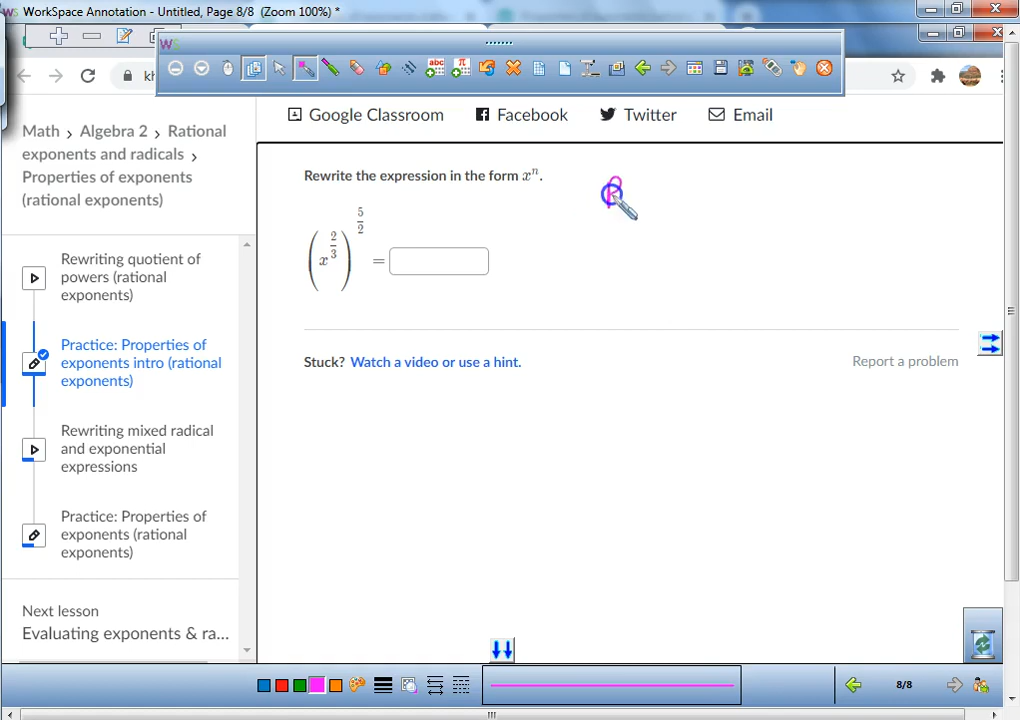 WorkSpace Annotation - Untitled, Page 8/8 (Zoom 100%) *
WS
abc
π
Google Classroom Facebook Twitter Email
Math › Algebra 2 › Rational
exponents and radicals ›
Properties of exponents
(rational exponents)
Rewriting quotient of
powers (rational
exponents)
Practice: Properties of
exponents intro (rational
exponents)
Rewriting mixed radical
and exponential
expressions
Practice: Properties of
exponents (rational
exponents)
Next lesson
Evaluating exponents & ra...
Rewrite the expression in the form xⁿ.
(x^(2/3))^(5/2) =
Stuck? Watch a video or use a hint.
Report a problem
8/8